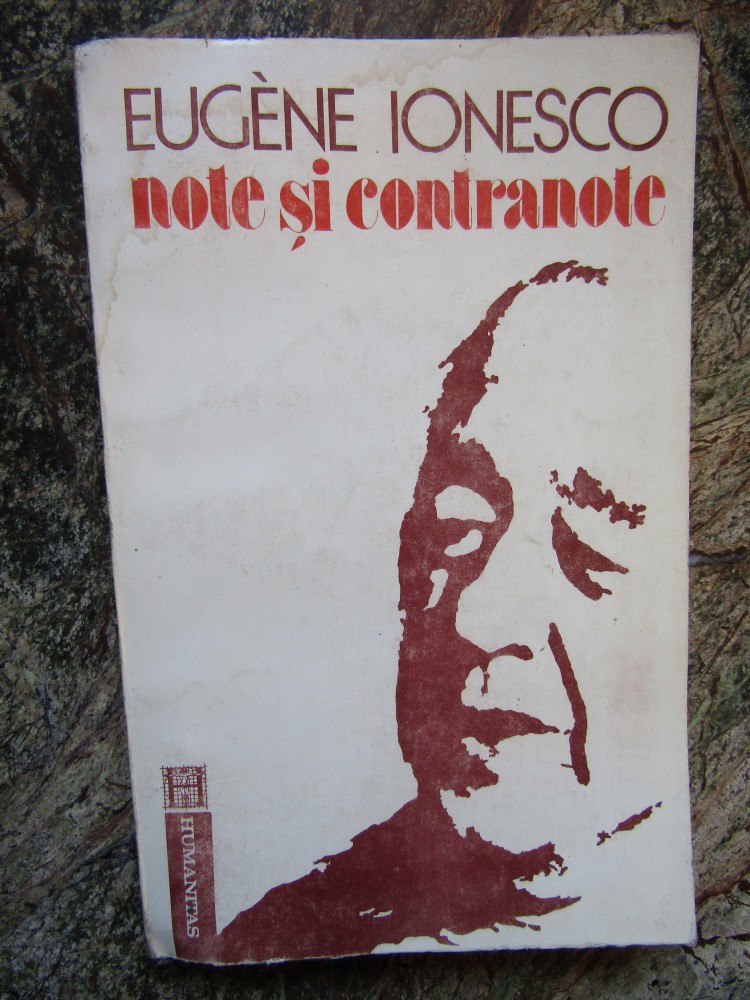 EUGÈNE IONESCO
note și contranote
H
HUMANITAS